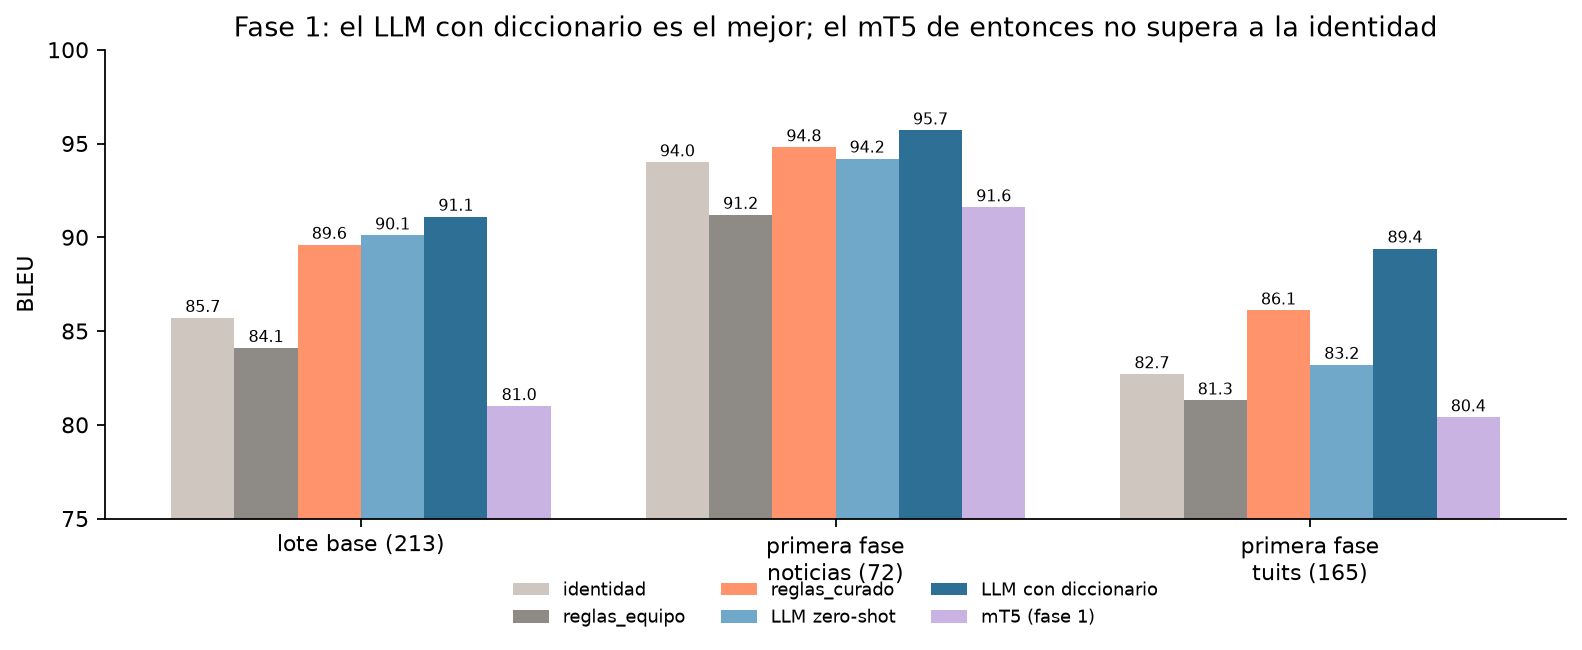 Fase 1: el LLM con diccionario es el mejor; el mT5 de entonces no supera a la identidad
BLEU
100
95
90
85
80
75
85.7
84.1
89.6
90.1
91.1
81.0
94.0
91.2
94.8
94.2
95.7
91.6
82.7
81.3
86.1
83.2
89.4
80.4
lote base (213)
primera fase
noticias (72)
primera fase
tuits (165)
identidad
reglas_equipo
reglas_curado
LLM zero-shot
LLM con diccionario
mT5 (fase 1)